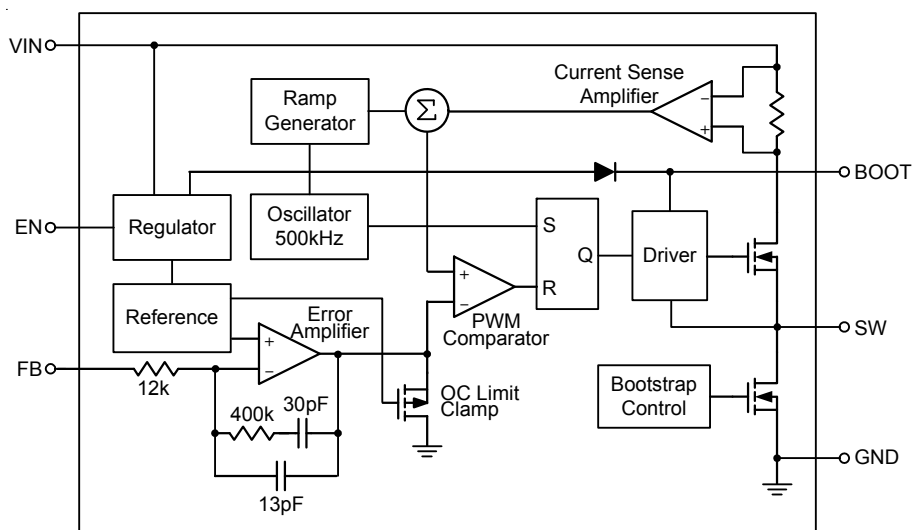 VIN
Current Sense
Amplifier
Ramp
Generator
Σ
−
+
BOOT
EN
Regulator
Oscillator
500kHz
S
Q
R
Driver
+
−
PWM
Comparator
Reference
Error
Amplifier
+
−
SW
FB
12k
OC Limit
Clamp
Bootstrap
Control
400k
30pF
13pF
GND